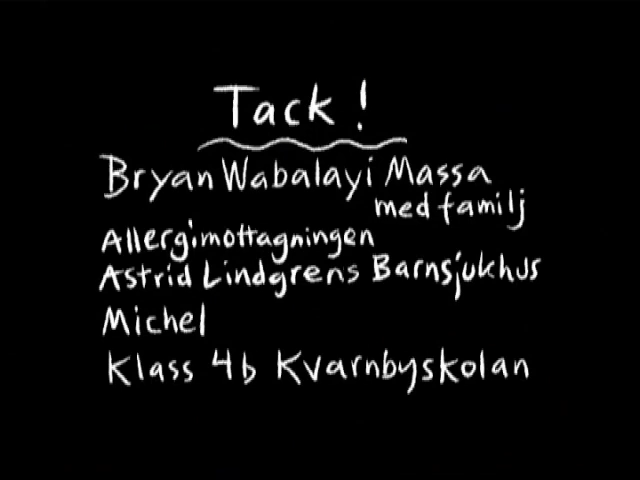 Tack!
Bryan Wabalayi Massa
med familj
Allergimottagningen
Astrid Lindgrens Barnsjukhus
Michel
Klass 4b Kvarnbyskolan